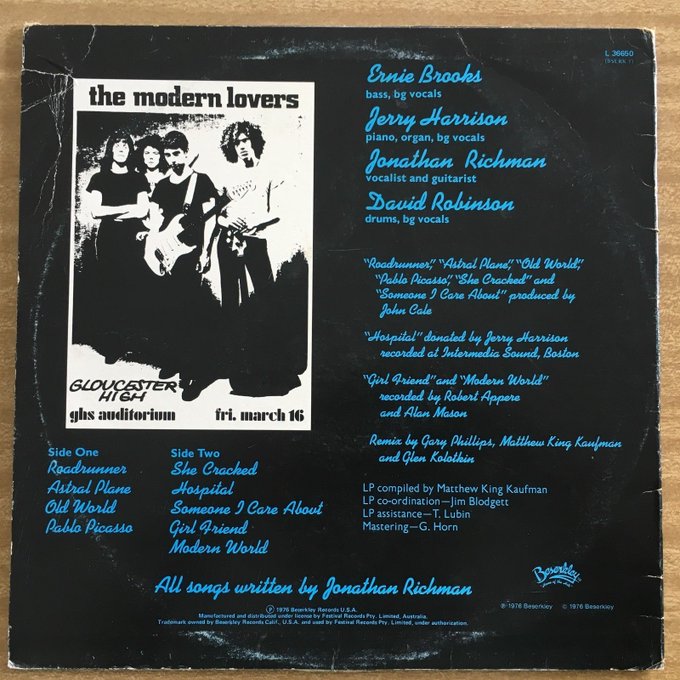 L 36650
the modern lovers
GLOUCESTER
HIGH
ghs auditorium fri. march 16
Ernie Brooks
bass, bg vocals
Jerry Harrison
piano, organ, bg vocals
Jonathan Richman
vocalist and guitarist
David Robinson
drums, bg vocals
"Roadrunner," "Astral Plane," "Old World,"
"Pablo Picasso," "She Cracked" and
"Someone I Care About" produced by
John Cale
"Hospital" donated by Jerry Harrison
recorded at Intermedia Sound, Boston
"Girl Friend" and "Modern World"
recorded by Robert Appere
and Alan Mason
Remix by Gary Phillips, Matthew King Kaufman
and Glen Kolotkin
LP compiled by Matthew King Kaufman
LP co-ordination—Jim Blodgett
LP assistance—T. Lubin
Mastering—G. Horn
Side One
Roadrunner
Astral Plane
Old World
Pablo Picasso
Side Two
She Cracked
Hospital
Someone I Care About
Girl Friend
Modern World
All songs written by Jonathan Richman
Beserkley
℗ 1976 Beserkley © 1976 Beserkley
℗ 1976 Beserkley Records U.S.A.
Manufactured and distributed under license by Festival Records Pty. Limited, Australia.
Trademark owned by Beserkley Records Calif., U.S.A. and used by Festival Records Pty. Limited, under authorization.